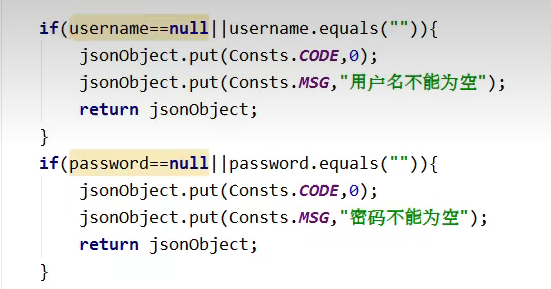 if(username==null||username.equals("")){
jsonObject.put(Consts.CODE,0);
jsonObject.put(Consts.MSG,"用户名不能为空");
return jsonObject;
}
if(password==null||password.equals("")){
jsonObject.put(Consts.CODE,0);
jsonObject.put(Consts.MSG,"密码不能为空");
return jsonObject;
}